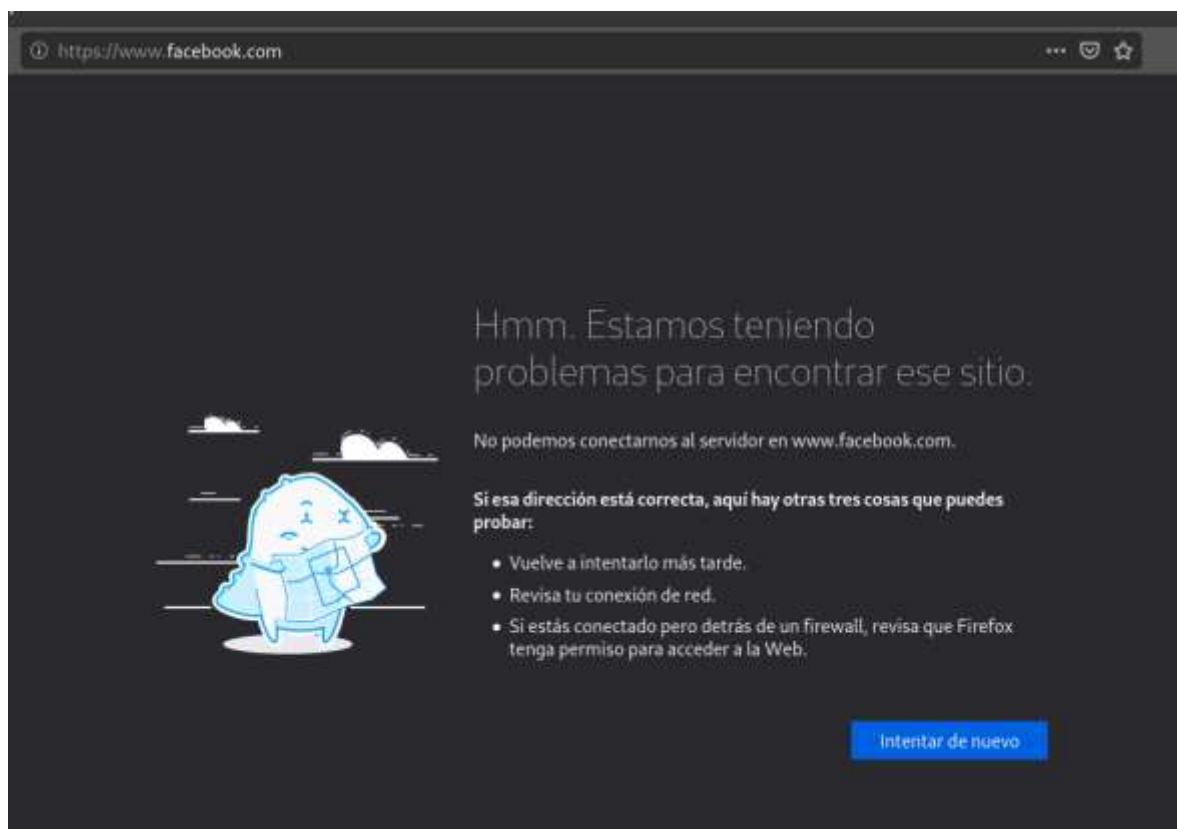 https://www.facebook.com
Hmm. Estamos teniendo
problemas para encontrar ese sitio.
No podemos conectarnos al servidor en www.facebook.com.
Si esa dirección está correcta, aquí hay otras tres cosas que puedes
probar:
• Vuelve a intentarlo más tarde.
• Revisa tu conexión de red.
• Si estás conectado pero detrás de un firewall, revisa que Firefox
tenga permiso para acceder a la Web.
Intentar de nuevo